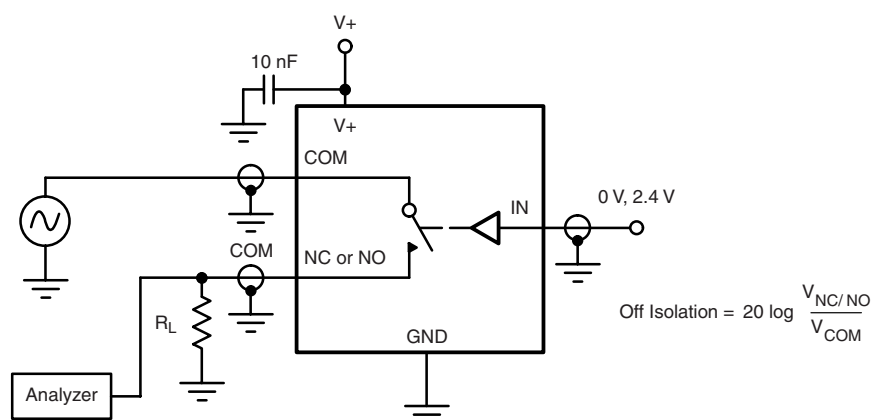 V+
10 nF
V+
COM
0 V, 2.4 V
IN
COM
NC or NO
R_L
GND
Off Isolation = 20 log V_NC/NO / V_COM
Analyzer